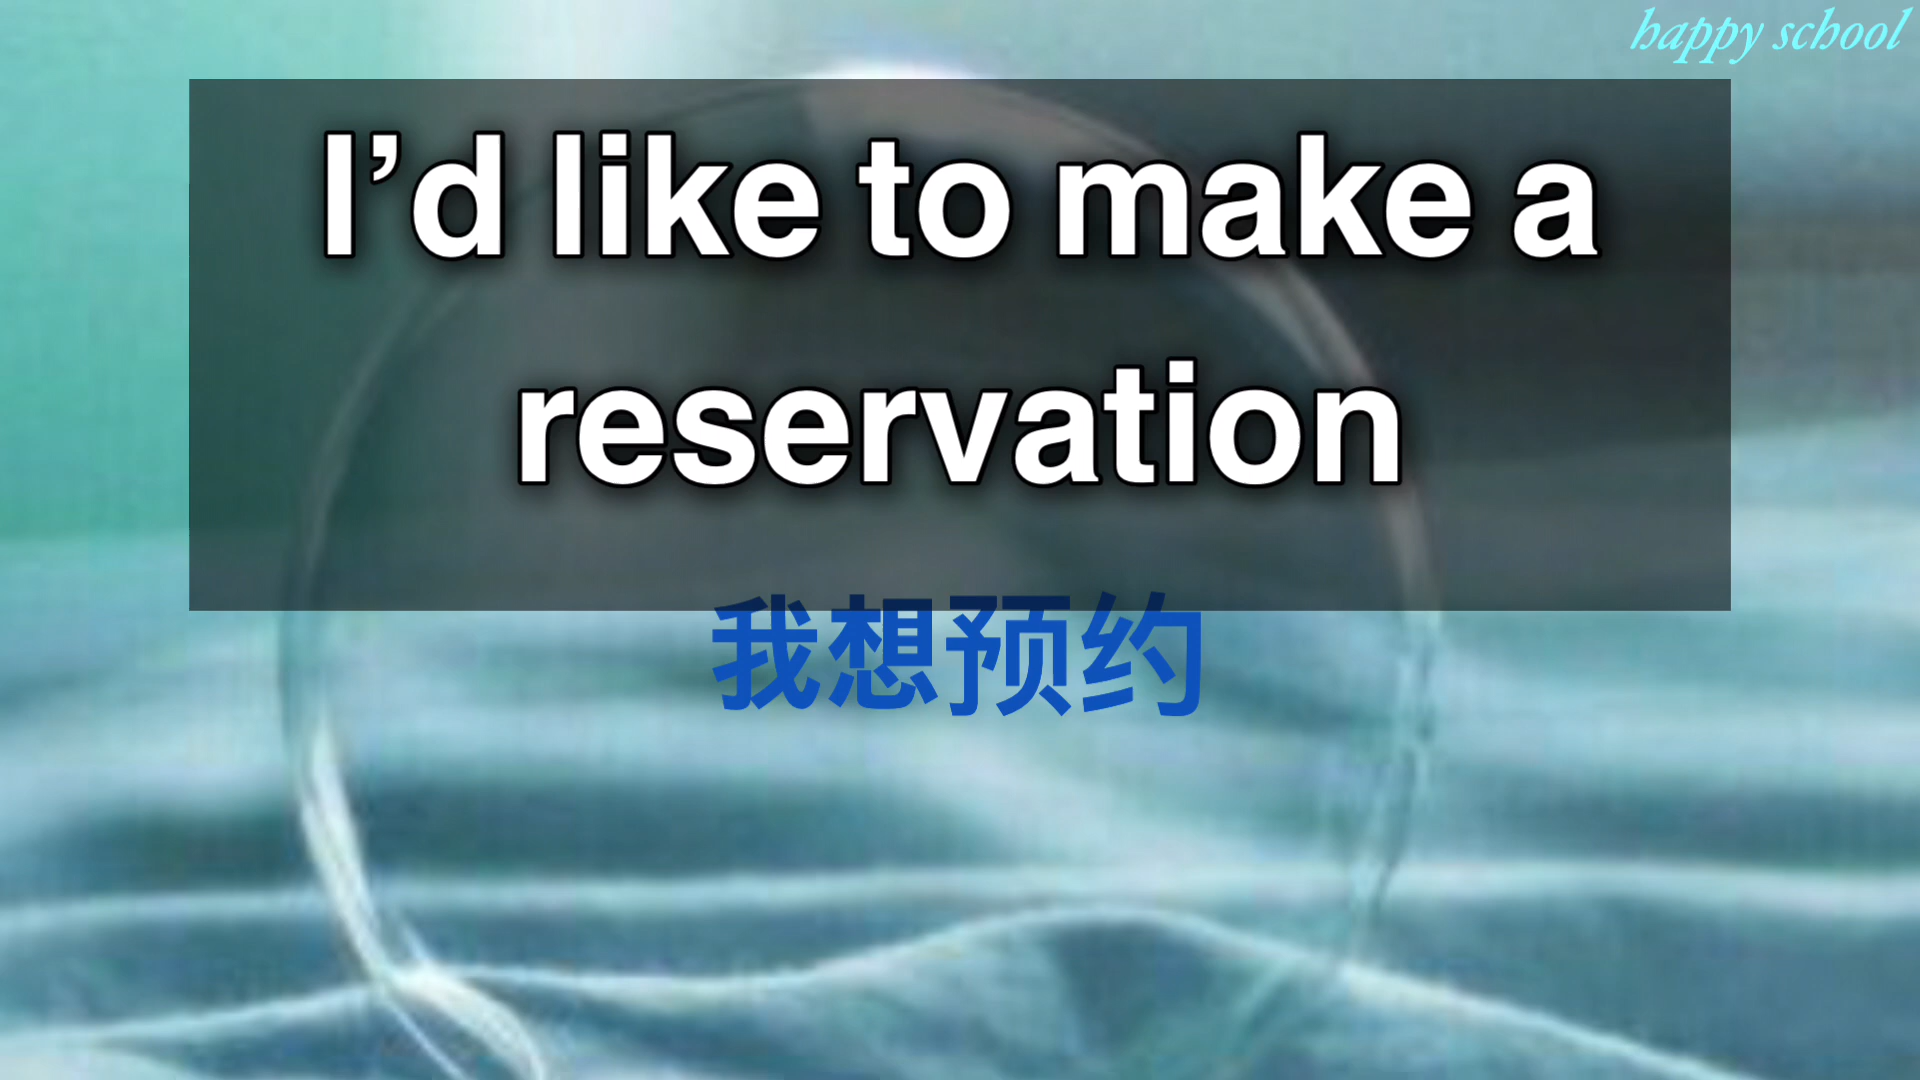 happy school
I’d like to make a
reservation
我想预约